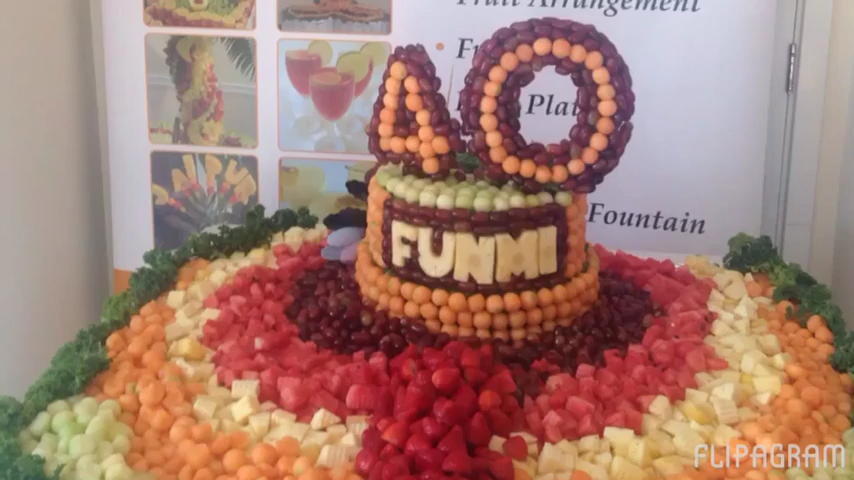 Fruit Arrangement
40
Fountain
FUNMI
FLIPAGRAM